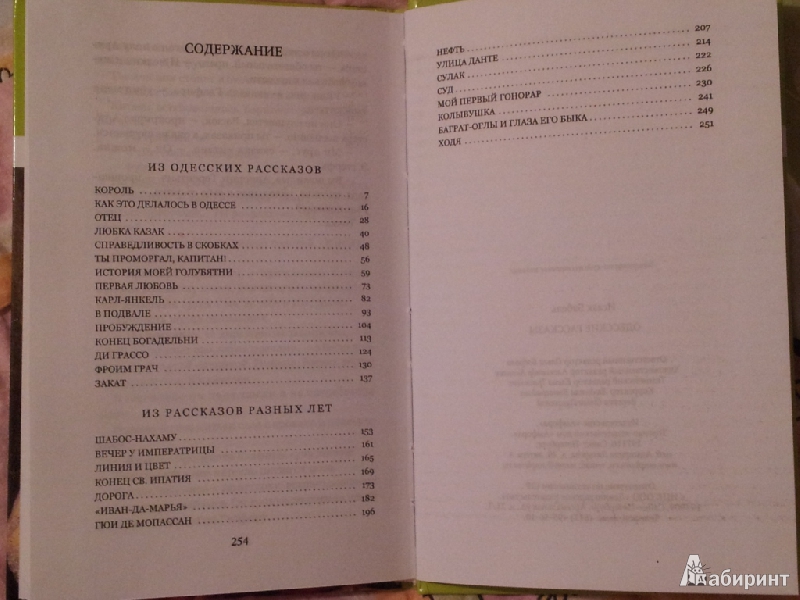 СОДЕРЖАНИЕ
ИЗ ОДЕССКИХ РАССКАЗОВ
КОРОЛЬ 7
КАК ЭТО ДЕЛАЛОСЬ В ОДЕССЕ 16
ОТЕЦ 28
ЛЮБКА КАЗАК 40
СПРАВЕДЛИВОСТЬ В СКОБКАХ 48
ТЫ ПРОМОРГАЛ, КАПИТАН! 56
ИСТОРИЯ МОЕЙ ГОЛУБЯТНИ 59
ПЕРВАЯ ЛЮБОВЬ 73
КАРЛ-ЯНКЕЛЬ 82
В ПОДВАЛЕ 93
ПРОБУЖДЕНИЕ 104
КОНЕЦ БОГАДЕЛЬНИ 113
ДИ ГРАССО 124
ФРОИМ ГРАЧ 130
ЗАКАТ 137
ИЗ РАССКАЗОВ РАЗНЫХ ЛЕТ
ШАБОС-НАХАМУ 153
ВЕЧЕР У ИМПЕРАТРИЦЫ 161
ЛИНИЯ И ЦВЕТ 165
КОНЕЦ СВ. ИПАТИЯ 169
ДОРОГА 173
«ИВАН-ДА-МАРЬЯ» 182
ГЮИ ДЕ МОПАССАН 196
254
НЕФТЬ 207
УЛИЦА ДАНТЕ 214
СУЛАК 222
СУД 226
МОЙ ПЕРВЫЙ ГОНОРАР 230
КОЛЫВУШКА 241
БАГРАТ-ОГЛЫ И ГЛАЗА ЕГО БЫКА 249
ХОДЯ 251
Лабиринт